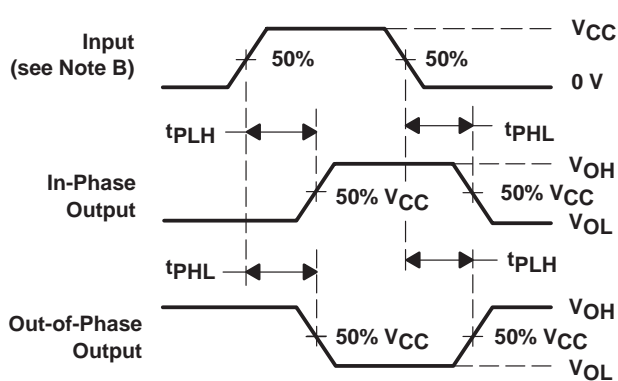 Input
(see Note B)
50%
50%
VCC
0 V
tPLH
tPHL
In-Phase
Output
50% VCC
50% VCC
VOH
VOL
tPHL
tPLH
Out-of-Phase
Output
50% VCC
50% VCC
VOH
VOL